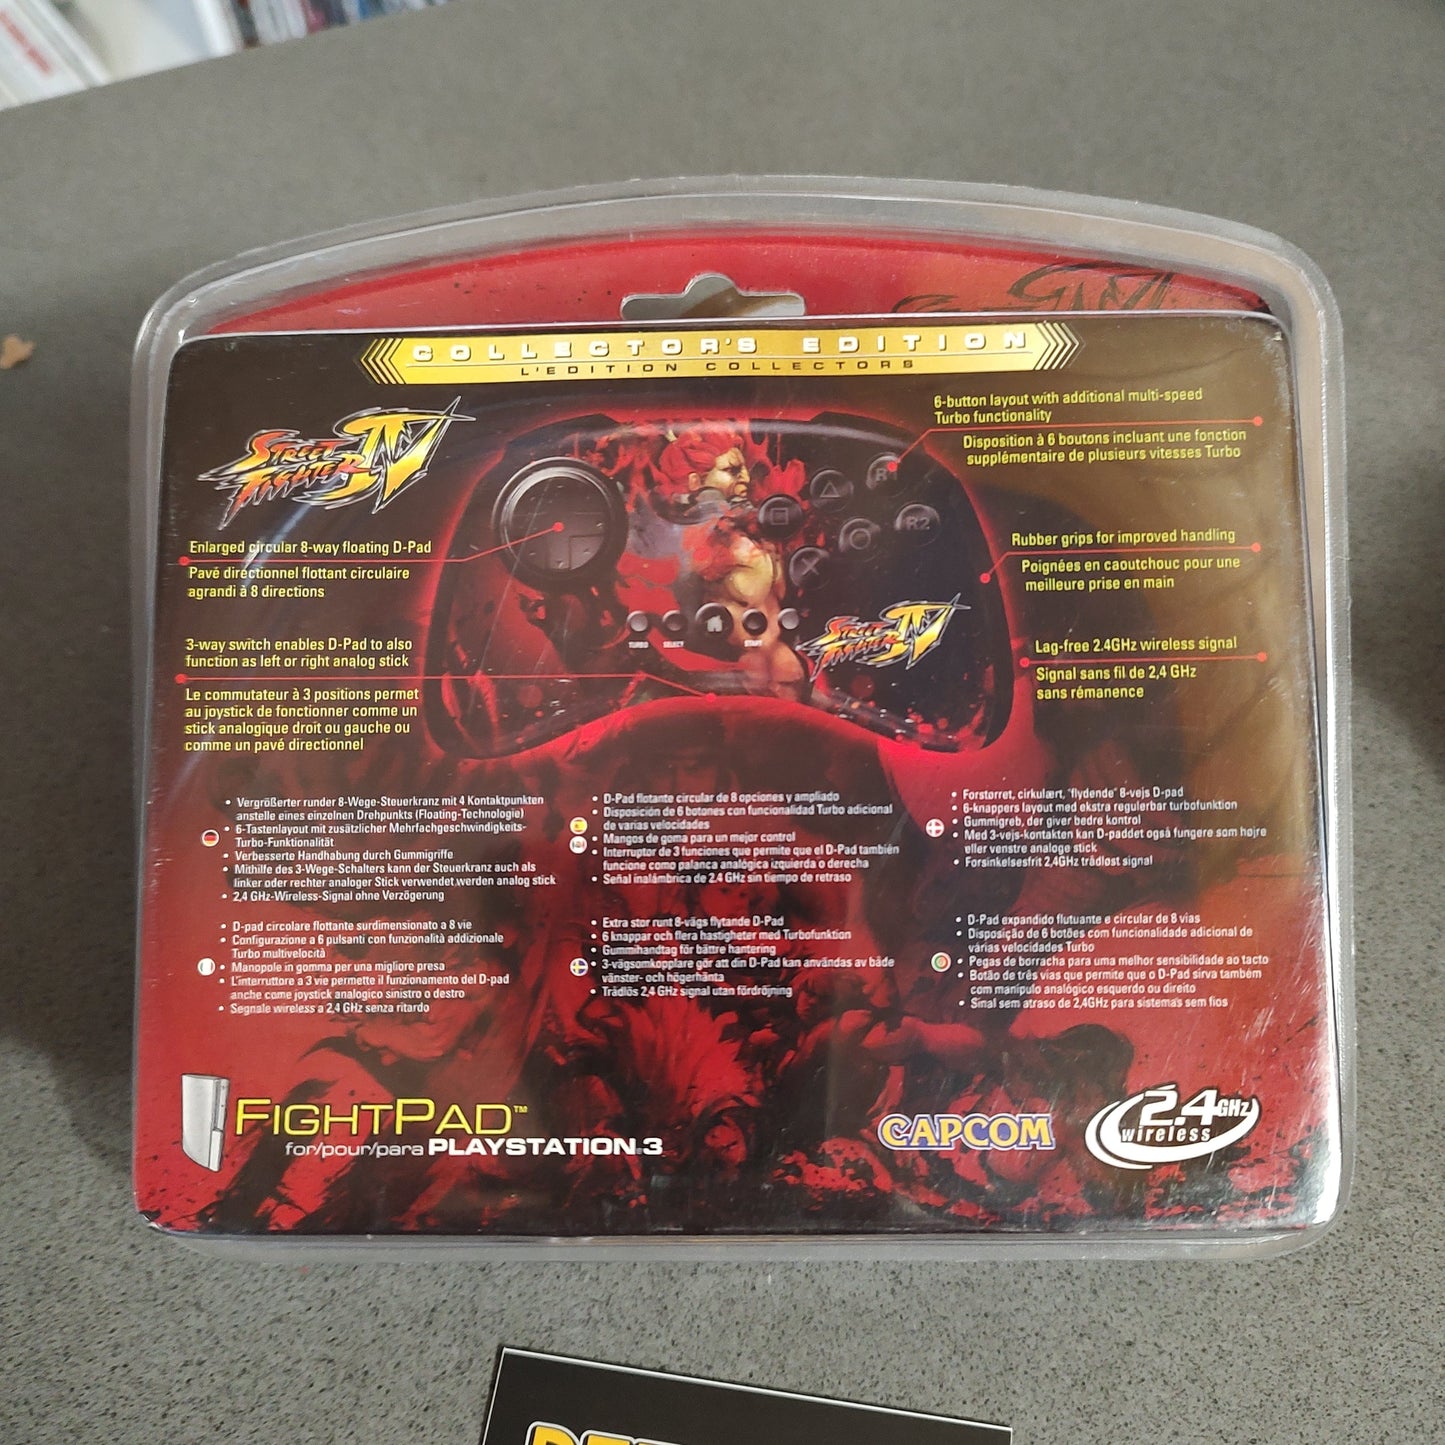 COLLECTOR'S EDITION
L'EDITION COLLECTORS
STREET
FIGHTER IV
6-button layout with additional multi-speed
Turbo functionality
Disposition à 6 boutons incluant une fonction
supplémentaire de plusieurs vitesses Turbo
Enlarged circular 8-way floating D-Pad
Pavé directionnel flottant circulaire
agrandi à 8 directions
Rubber grips for improved handling
Poignées en caoutchouc pour une
meilleure prise en main
3-way switch enables D-Pad to also
function as left or right analog stick
Le commutateur à 3 positions permet
au joystick de fonctionner comme un
stick analogique droit ou gauche ou
comme un pavé directionnel
Lag-free 2.4GHz wireless signal
Signal sans fil de 2,4 GHz
sans rémanence
R1
R2
TURBO
SELECT
START
STREET
FIGHTER IV
• Vergrößerter runder 8-Wege-Steuerkranz mit 4 Kontaktpunkten
anstelle eines einzelnen Drehpunkts (Floating-Technologie)
• 6-Tastenlayout mit zusätzlicher Mehrfachgeschwindigkeits-
Turbo-Funktionalität
• Verbesserte Handhabung durch Gummigriffe
• Mithilfe des 3-Wege-Schalters kann der Steuerkranz auch als
linker oder rechter analoger Stick verwendet werden analog stick
• 2,4 GHz-Wireless-Signal ohne Verzögerung
• D-Pad flotante circular de 8 opciones y ampliado
• Disposición de 6 botones con funcionalidad Turbo adicional
de varias velocidades
• Mangos de goma para un mejor control
• Interruptor de 3 funciones que permite que el D-Pad también
funcione como palanca analógica izquierda o derecha
• Señal inalámbrica de 2.4 GHz sin tiempo de retraso
• Forstørret, cirkulært, "flydende" 8-vejs D-pad
• 6-knappers layout med ekstra regulerbar turbofunktion
• Gummigreb, der giver bedre kontrol
• Med 3-vejs-kontakten kan D-paddet også fungere som højre
eller venstre analoge stick
• Forsinkelsesfrit 2,4GHz trådløst signal
• D-pad circolare flottante surdimensionato a 8 vie
• Configurazione a 6 pulsanti con funzionalità addizionale
Turbo multivelocità
• Manopole in gomma per una migliore presa
• L'interruttore a 3 vie permette il funzionamento del D-pad
anche come joystick analogico sinistro o destro
• Segnale wireless a 2,4 GHz senza ritardo
• Extra stor runt 8-vägs flytande D-Pad
• 6 knappar och flera hastigheter med Turbofunktion
• Gummihandtag för bättre hantering
• 3-vägsomkopplare gör att din D-Pad kan användas av både
vänster- och högerhänta
• Trådlös 2,4 GHz signal utan fördröjning
• D-Pad expandido flutuante e circular de 8 vias
• Disposição de 6 botões com funcionalidade adicional de
várias velocidades Turbo
• Pegas de borracha para uma melhor sensibilidade ao tacto
• Botão de três vias que permite que o D-Pad sirva também
com manípulo analógico esquerdo ou direito
• Sinal sem atraso de 2,4GHz para sistemas sem fios
FIGHTPAD™
for/pour/para PLAYSTATION.3
CAPCOM
2.4GHz
wireless